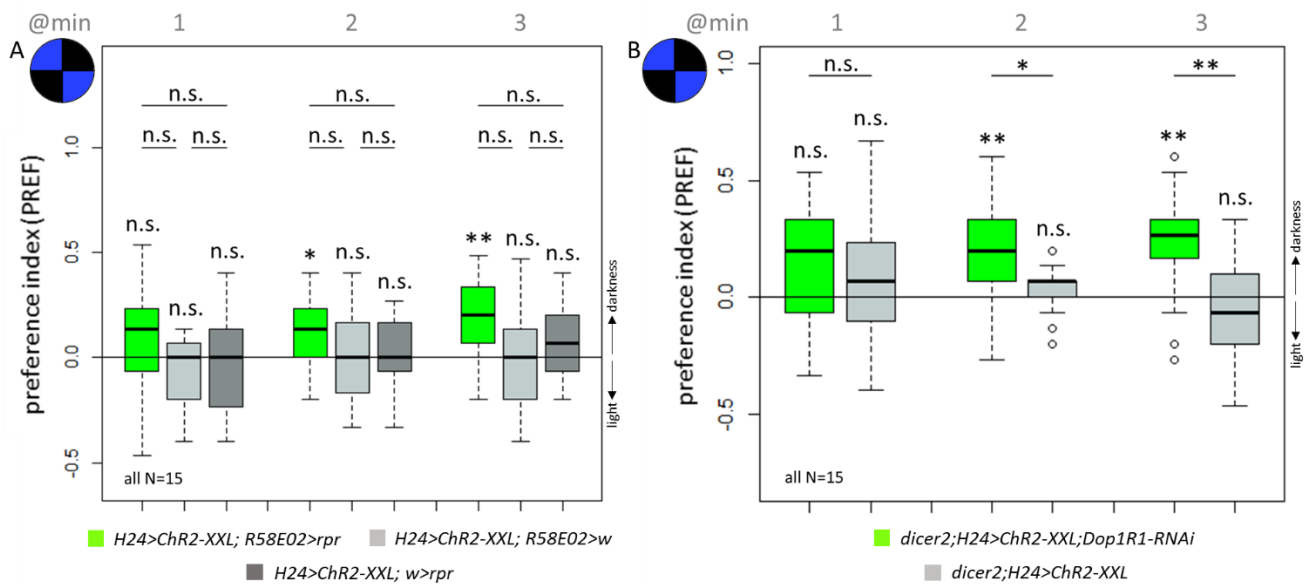 @min 1 2 3
A
n.s. n.s. n.s.
n.s. n.s. n.s. n.s. n.s. n.s.
preference index (PREF)
1.0
0.5
0.0
-0.5
n.s. n.s. n.s.
* n.s. n.s.
** n.s. n.s.
light darkness
all N=15
H24>ChR2-XXL; R58E02>rpr H24>ChR2-XXL; R58E02>w
H24>ChR2-XXL; w>rpr
@min 1 2 3
B
n.s. * **
preference index (PREF)
1.0
0.5
0.0
-0.5
n.s. n.s.
** n.s.
** n.s.
light darkness
all N=15
dicer2;H24>ChR2-XXL;Dop1R1-RNAi
dicer2;H24>ChR2-XXL